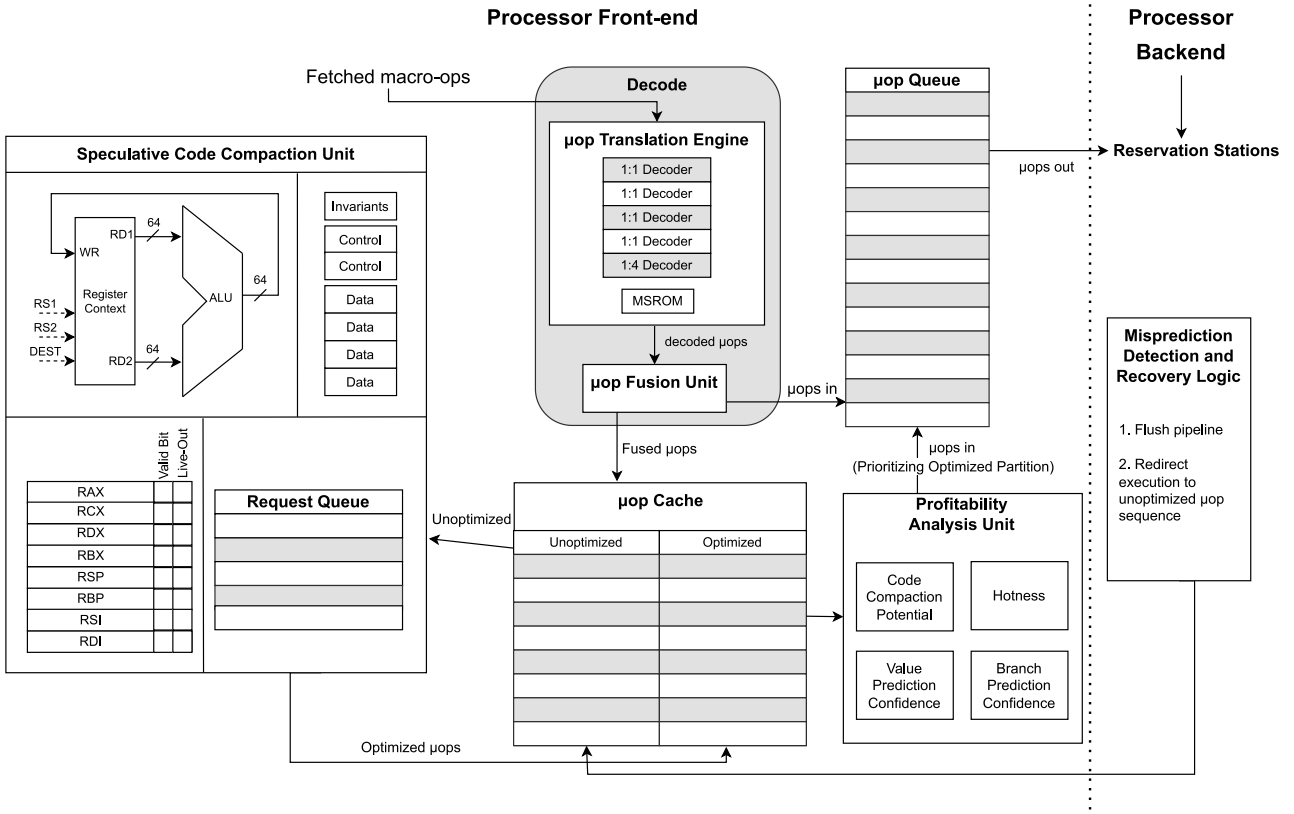 Processor Front-end
Processor
Backend
Fetched macro-ops
Decode
µop Translation Engine
1:1 Decoder
1:1 Decoder
1:1 Decoder
1:1 Decoder
1:4 Decoder
MSROM
decoded µops
µop Fusion Unit
µops in
Fused µops
µop Queue
µops out
Reservation Stations
Speculative Code Compaction Unit
WR
RD1
64
Register
Context
RS1
RS2
DEST
RD2
64
ALU
64
Invariants
Control
Control
Data
Data
Data
Data
Valid Bit
Live-Out
RAX
RCX
RDX
RBX
RSP
RBP
RSI
RDI
Request Queue
Unoptimized
Optimized µops
µop Cache
Unoptimized
Optimized
µops in
(Prioritizing Optimized Partition)
Profitability
Analysis Unit
Code
Compaction
Potential
Hotness
Value
Prediction
Confidence
Branch
Prediction
Confidence
Misprediction
Detection and
Recovery Logic
1. Flush pipeline
2. Redirect
execution to
unoptimized µop
sequence